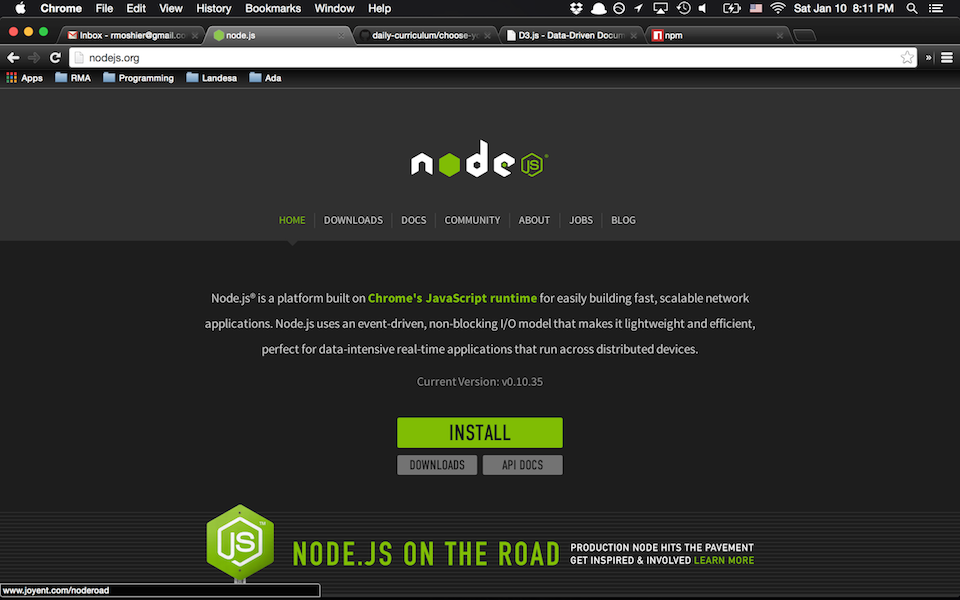 Chrome File Edit View History Bookmarks Window Help Sat Jan 10 8:11 PM
Inbox - rmoshier@gmail.co node.js daily-curriculum/choose-y D3.js - Data-Driven Docum npm
nodejs.org
Apps RMA Programming Landesa Ada
node JS
HOME DOWNLOADS DOCS COMMUNITY ABOUT JOBS BLOG
Node.js® is a platform built on Chrome's JavaScript runtime for easily building fast, scalable network
applications. Node.js uses an event-driven, non-blocking I/O model that makes it lightweight and efficient,
perfect for data-intensive real-time applications that run across distributed devices.
Current Version: v0.10.35
INSTALL
DOWNLOADS API DOCS
JS™ NODE.JS ON THE ROAD PRODUCTION NODE HITS THE PAVEMENT
GET INSPIRED & INVOLVED LEARN MORE
www.joyent.com/noderoad